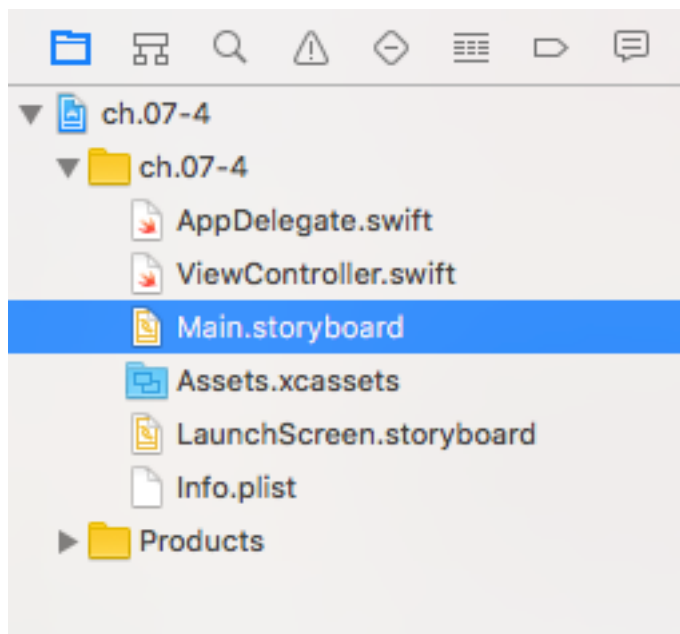 ch.07-4
ch.07-4
AppDelegate.swift
ViewController.swift
Main.storyboard
Assets.xcassets
LaunchScreen.storyboard
Info.plist
Products